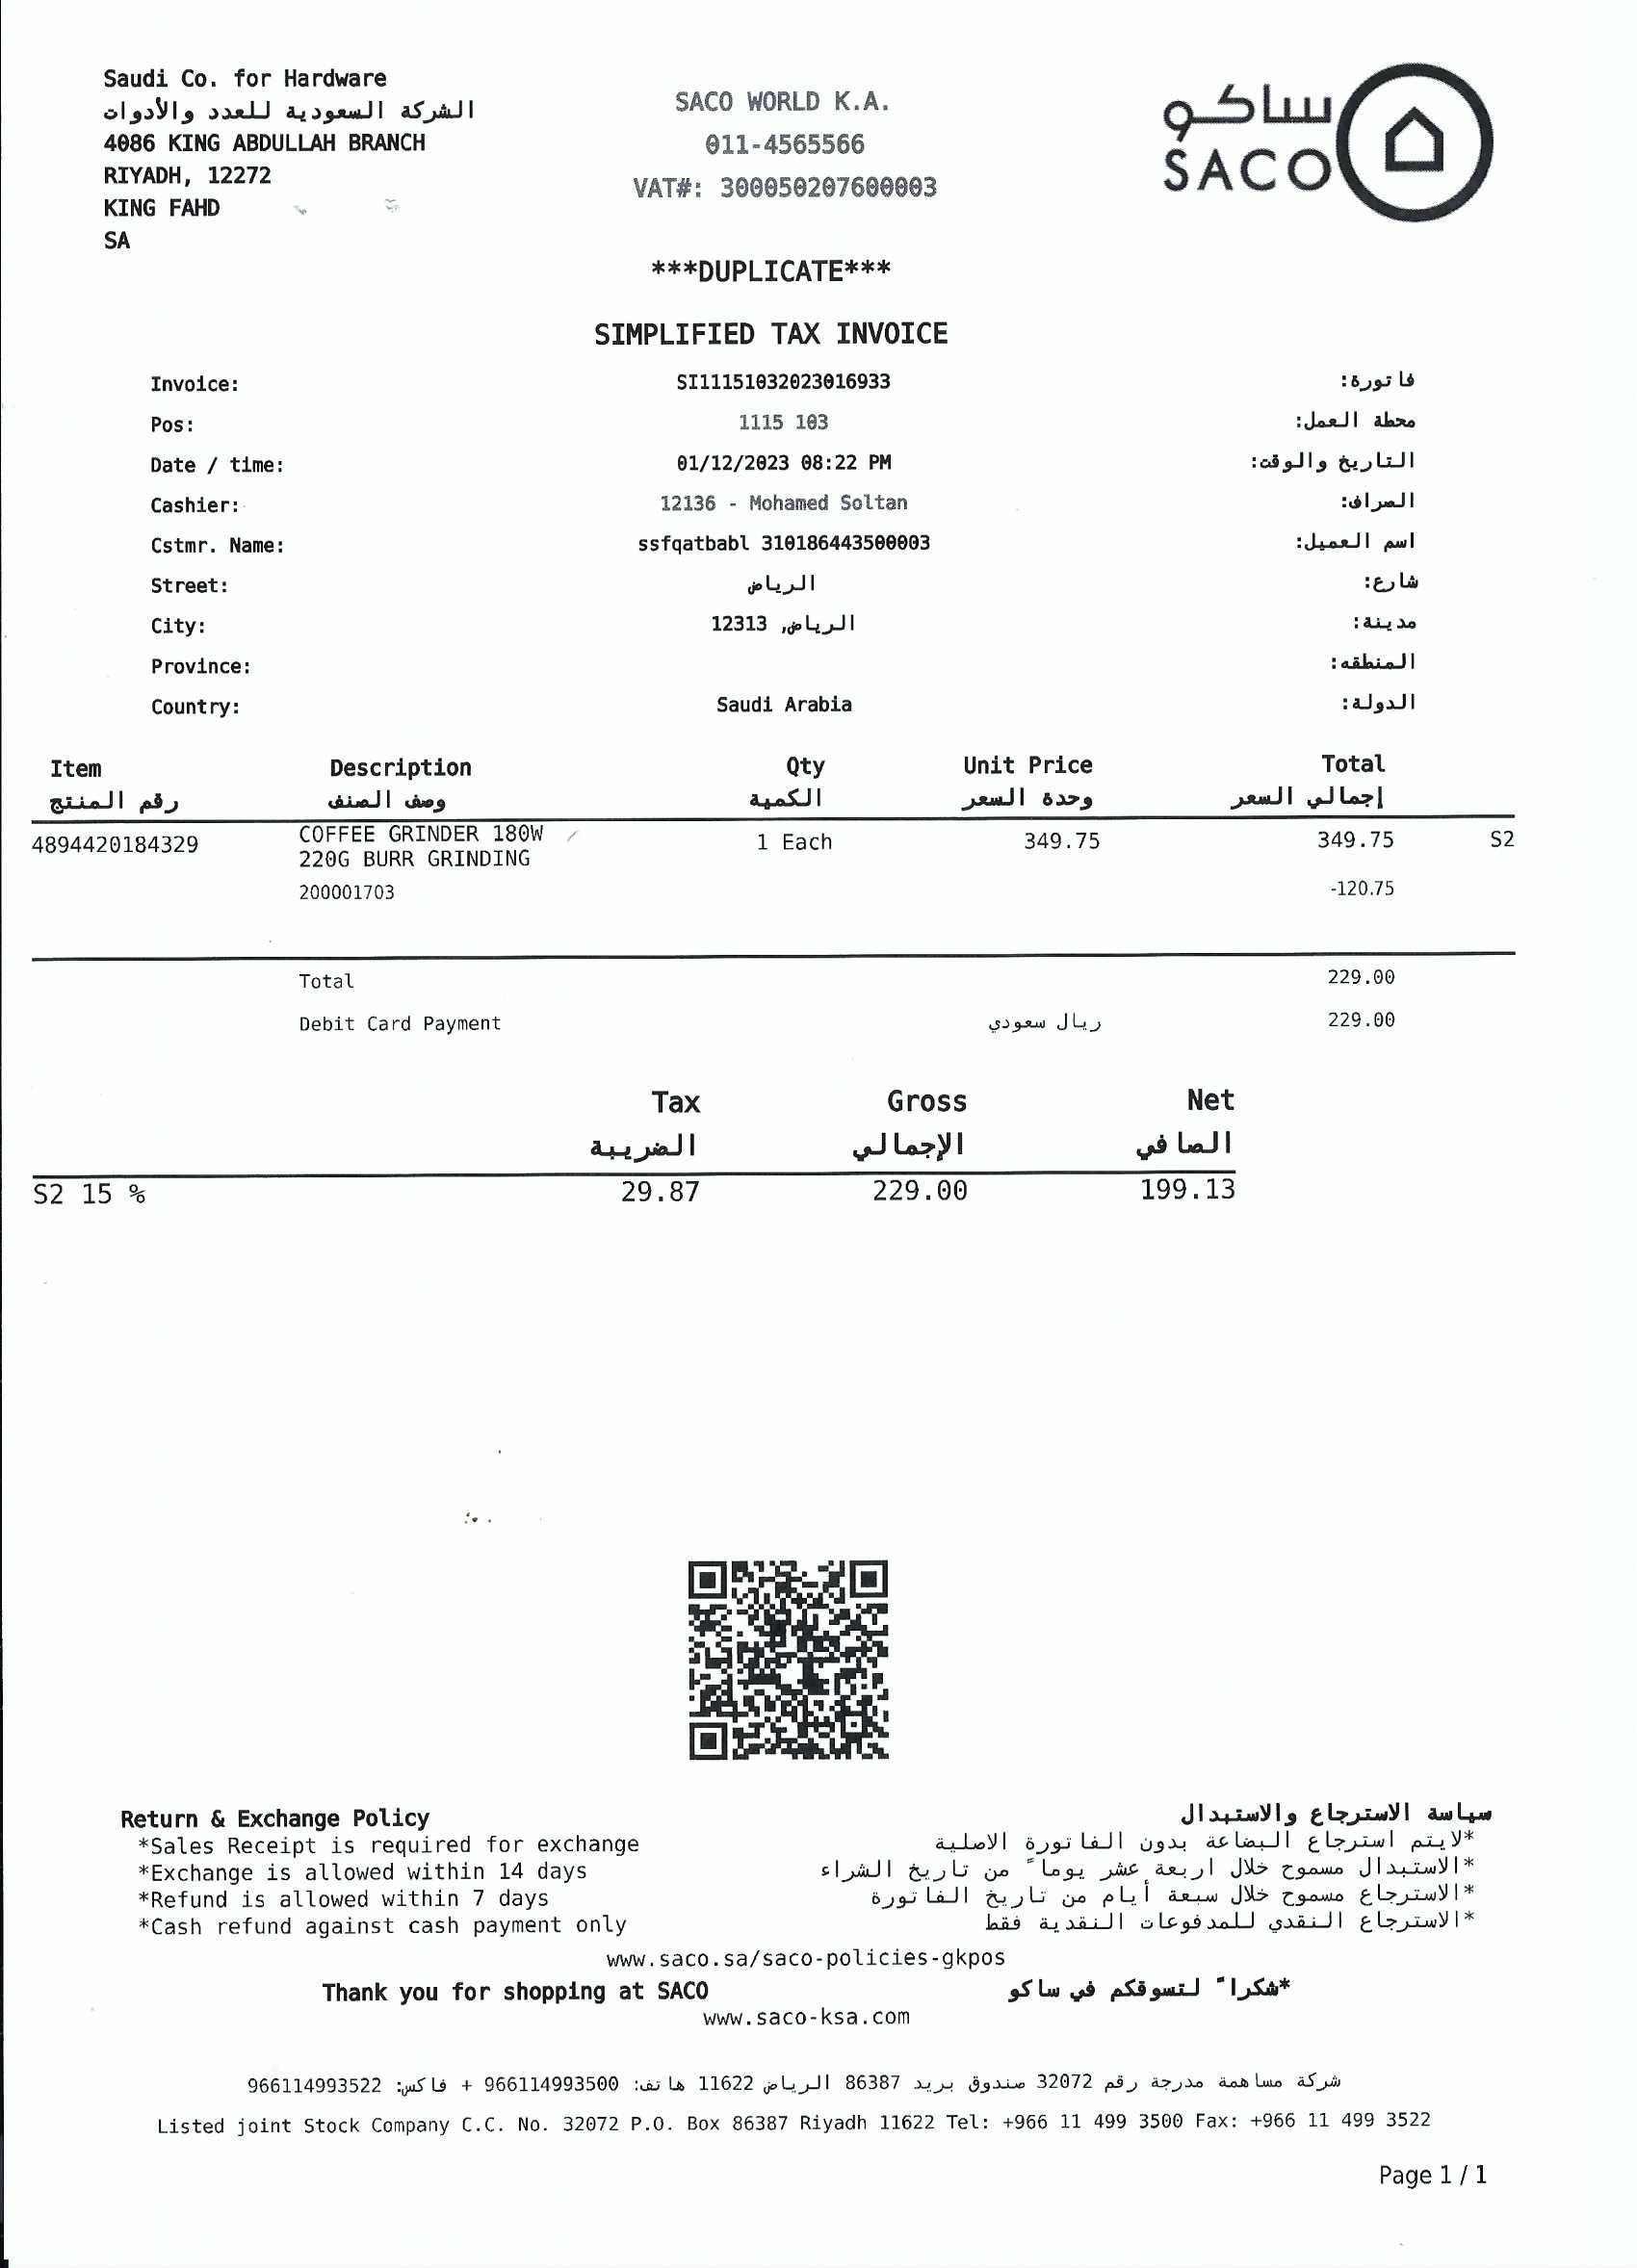 Saudi Co. for Hardware
الشركة السعودية للعدد والأدوات
4086 KING ABDULLAH BRANCH
RIYADH, 12272
KING FAHD
SA
SACO WORLD K.A.
011-4565566
VAT#: 300050207600003
ساكو
SACO
***DUPLICATE***
SIMPLIFIED TAX INVOICE
Invoice: SI11151032023016933 فاتورة:
Pos: 1115 103 محطة العمل:
Date / time: 01/12/2023 08:22 PM التاريخ والوقت:
Cashier: 12136 - Mohamed Soltan الصراف:
Cstmr. Name: ssfqatbabl 310186443500003 اسم العميل:
Street: الرياض شارع:
City: الرياض, 12313 مدينة:
Province: المنطقه:
Country: Saudi Arabia الدولة:
Item Description Qty Unit Price Total
رقم المنتج وصف الصنف الكمية وحدة السعر إجمالي السعر
4894420184329 COFFEE GRINDER 180W 1 Each 349.75 349.75 S2
220G BURR GRINDING
200001703 -120.75
Total 229.00
Debit Card Payment ريال سعودي 229.00
Tax Gross Net
الضريبة الإجمالي الصافي
S2 15 % 29.87 229.00 199.13
Return & Exchange Policy
*Sales Receipt is required for exchange
*Exchange is allowed within 14 days
*Refund is allowed within 7 days
*Cash refund against cash payment only
سياسة الاسترجاع والاستبدال
*لايتم استرجاع البضاعة بدون الفاتورة الاصلية
*الاستبدال مسموح خلال اربعة عشر يوما ً من تاريخ الشراء
*الاسترجاع مسموح خلال سبعة أيام من تاريخ الفاتورة
*الاسترجاع النقدي للمدفوعات النقدية فقط
www.saco.sa/saco-policies-gkpos
Thank you for shopping at SACO *شكرا ً لتسوقكم في ساكو
www.saco-ksa.com
شركة مساهمة مدرجة رقم 32072 صندوق بريد 86387 الرياض 11622 هاتف: 966114993500 + فاكس: 966114993522
Listed joint Stock Company C.C. No. 32072 P.O. Box 86387 Riyadh 11622 Tel: +966 11 499 3500 Fax: +966 11 499 3522
Page 1 / 1